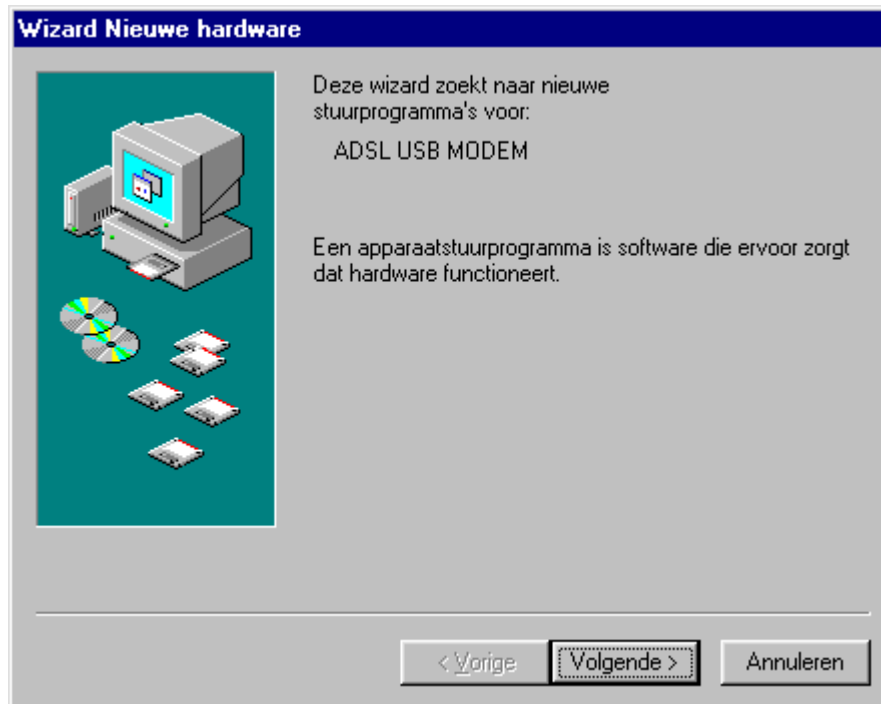 Wizard Nieuwe hardware
Deze wizard zoekt naar nieuwe
stuurprogramma's voor:
ADSL USB MODEM
Een apparaatstuurprogramma is software die ervoor zorgt
dat hardware functioneert.
< Vorige
Volgende >
Annuleren